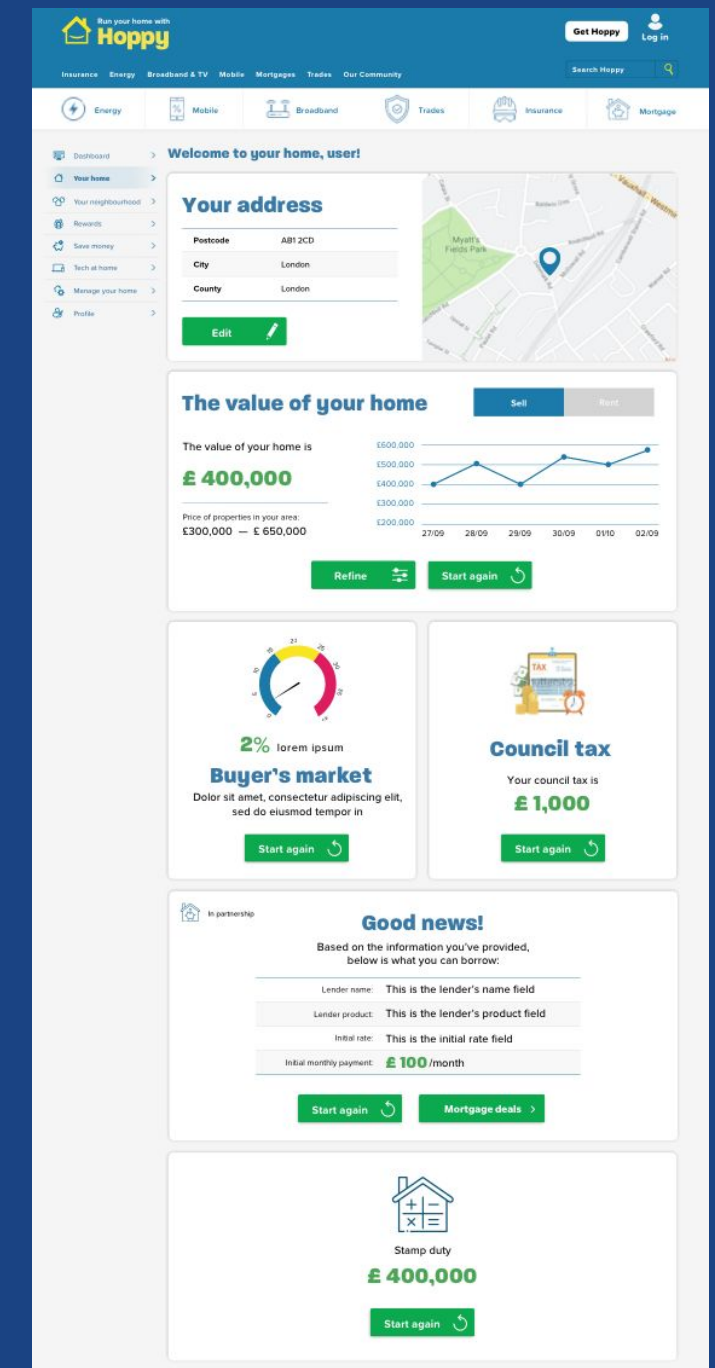 Run your home with
Hoppy
Get Hoppy
Log in
Insurance Energy Broadband & TV Mobile Mortgages Trades Our Community
Search Hoppy
Energy
Mobile
Broadband
Trades
Insurance
Mortgage
Dashboard
Your home
Your neighbourhood
Rewards
Save money
Tech at home
Manage your home
Profile
Welcome to your home, user!
Your address
Postcode AB1 2CD
City London
County London
Edit
Myatt's
Fields Park
The value of your home
Sell
Rent
The value of your home is
£ 400,000
Price of properties in your area:
£300,000 — £ 650,000
£600,000
£500,000
£400,000
£300,000
£200,000
27/09 28/09 29/09 30/09 01/10 02/09
Refine
Start again
2% lorem ipsum
Buyer's market
Dolor sit amet, consectetur adipiscing elit,
sed do eiusmod tempor in
Start again
TAX
Council tax
Your council tax is
£ 1,000
Start again
In partnership
Good news!
Based on the information you've provided,
below is what you can borrow:
Lender name: This is the lender's name field
Lender product: This is the lender's product field
Initial rate: This is the initial rate field
Initial monthly payment: £ 100 /month
Start again
Mortgage deals
Stamp duty
£ 400,000
Start again